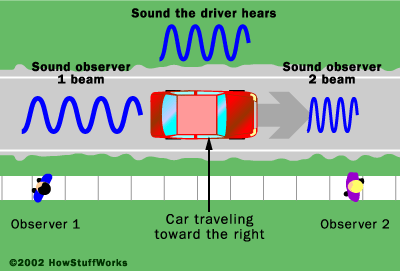 Sound the driver hears
Sound observer
1 beam
Sound observer
2 beam
Observer 1
Car traveling
toward the right
Observer 2
©2002 HowStuffWorks